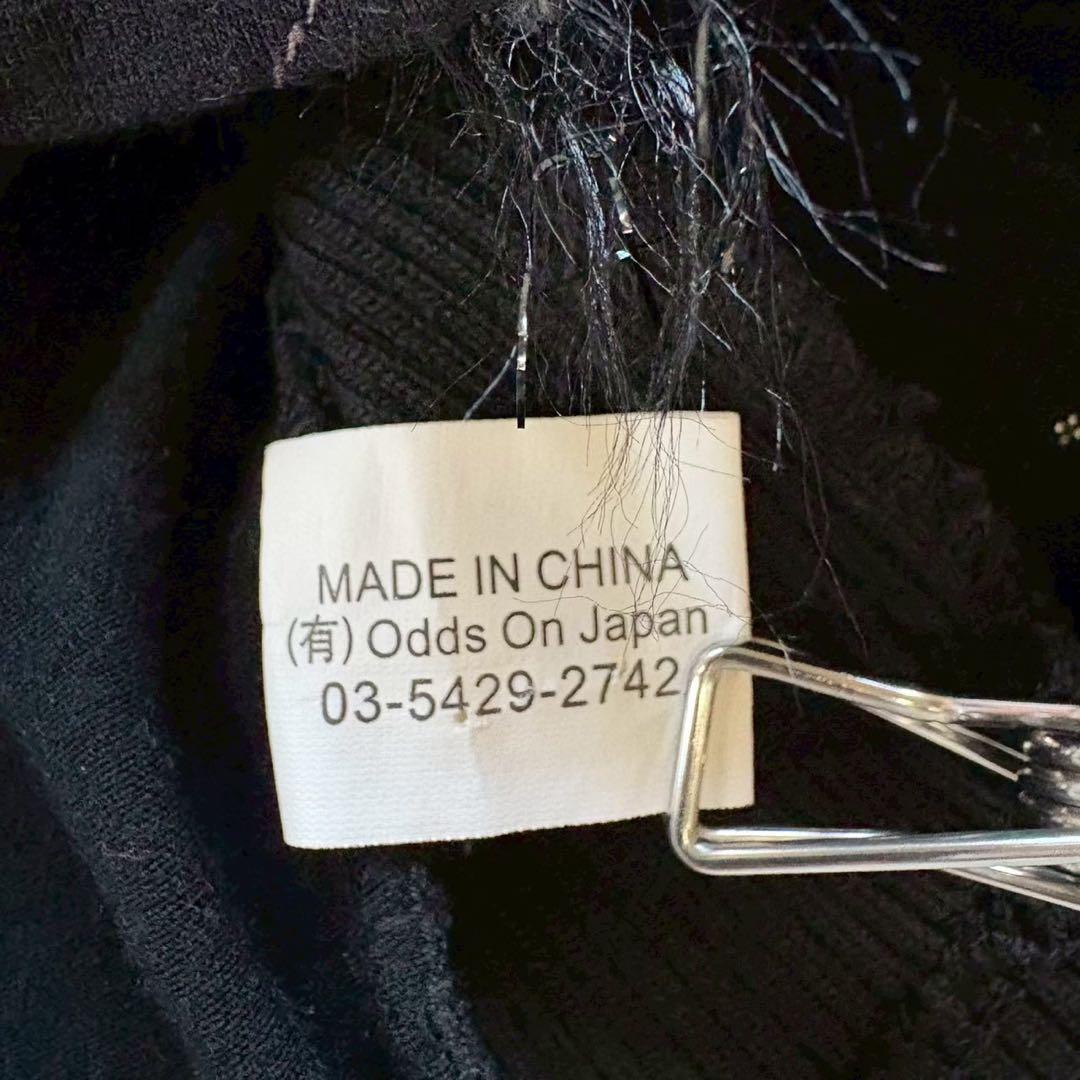 MADE IN CHINA
(有) Odds On Japan
03-5429-2742